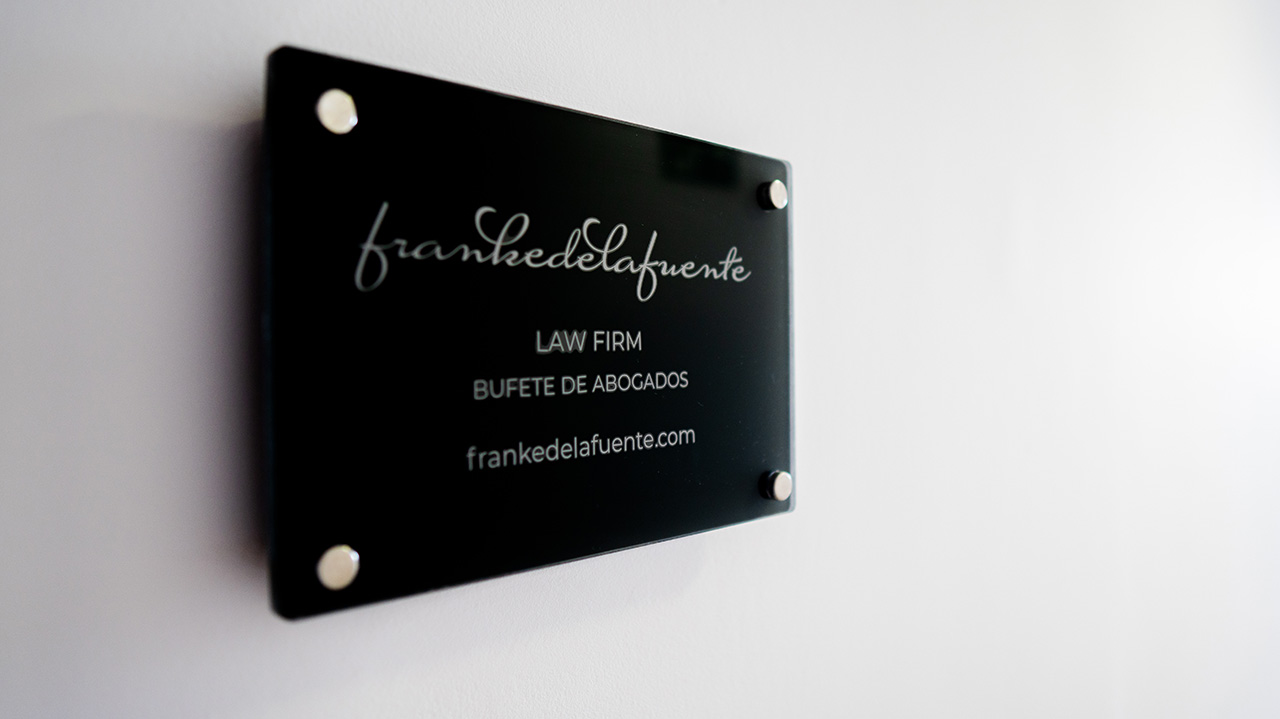 frankedelafuente
LAW FIRM
BUFETE DE ABOGADOS
frankedelafuente.com